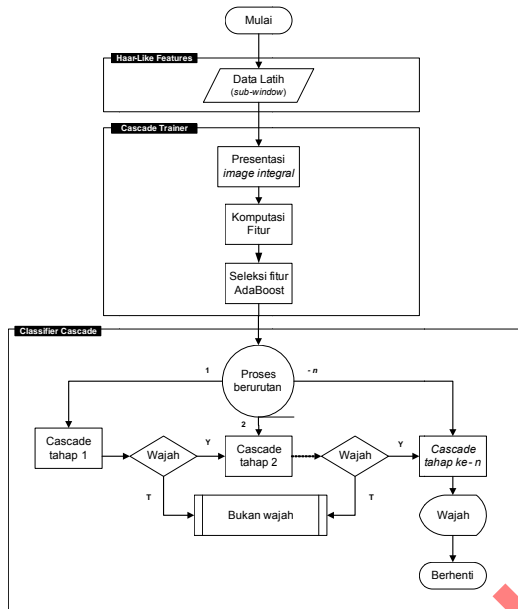 Mulai
Haar-Like Features
Data Latih
(sub-window)
Cascade Trainer
Presentasi
image integral
Komputasi
Fitur
Seleksi fitur
AdaBoost
Classifier Cascade
Proses
berurutan
1
- n
2
Cascade
tahap 1
Wajah
Y
Cascade
tahap 2
Wajah
Y
Cascade
tahap ke- n
T
T
Bukan wajah
Wajah
Berhenti